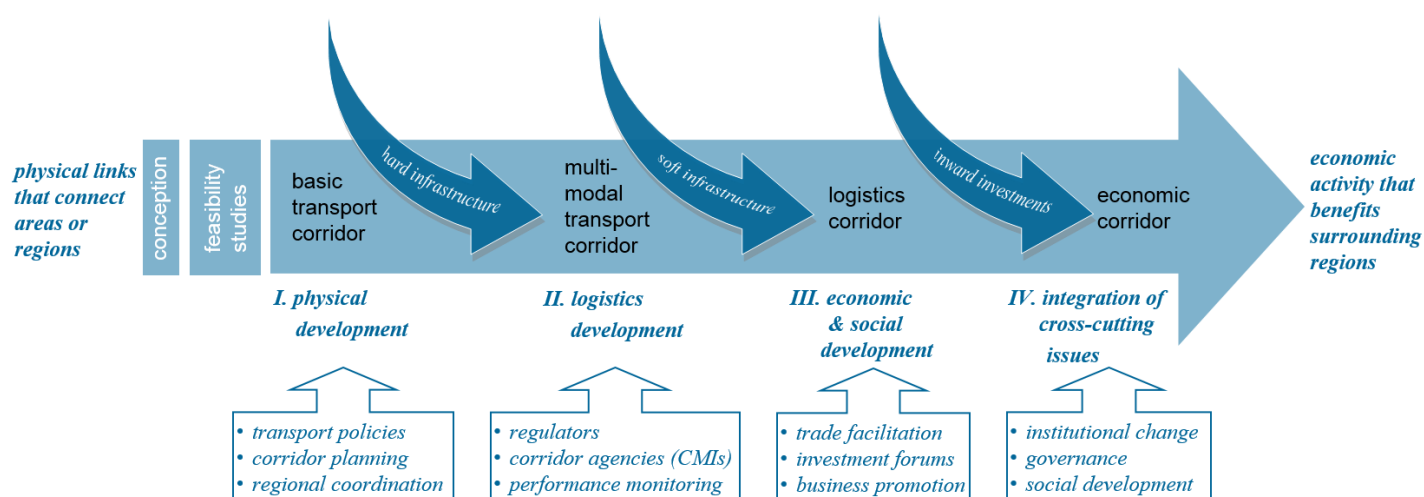 physical links
that connect
areas or
regions
conception
feasibility
studies
basic
transport
corridor
hard infrastructure
multi-
modal
transport
corridor
soft infrastructure
logistics
corridor
inward investments
economic
corridor
economic
activity that
benefits
surrounding
regions
I. physical
development
II. logistics
development
III. economic
& social
development
IV. integration of
cross-cutting
issues
• transport policies
• corridor planning
• regional coordination
• regulators
• corridor agencies (CMIs)
• performance monitoring
• trade facilitation
• investment forums
• business promotion
• institutional change
• governance
• social development